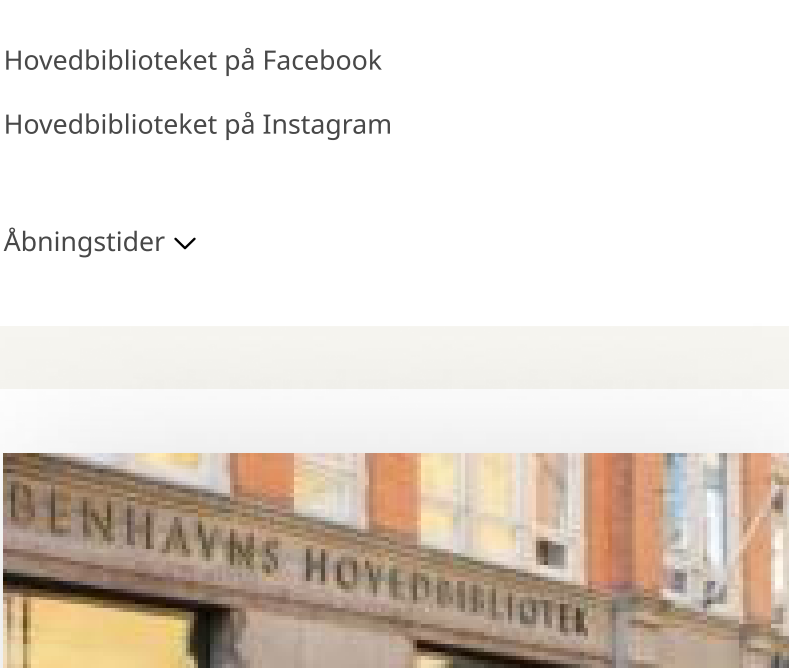 Hovedbiblioteket på Facebook
Hovedbiblioteket på Instagram
Åbningstider
BENHAVNS HOVEDBIBLIOTEK